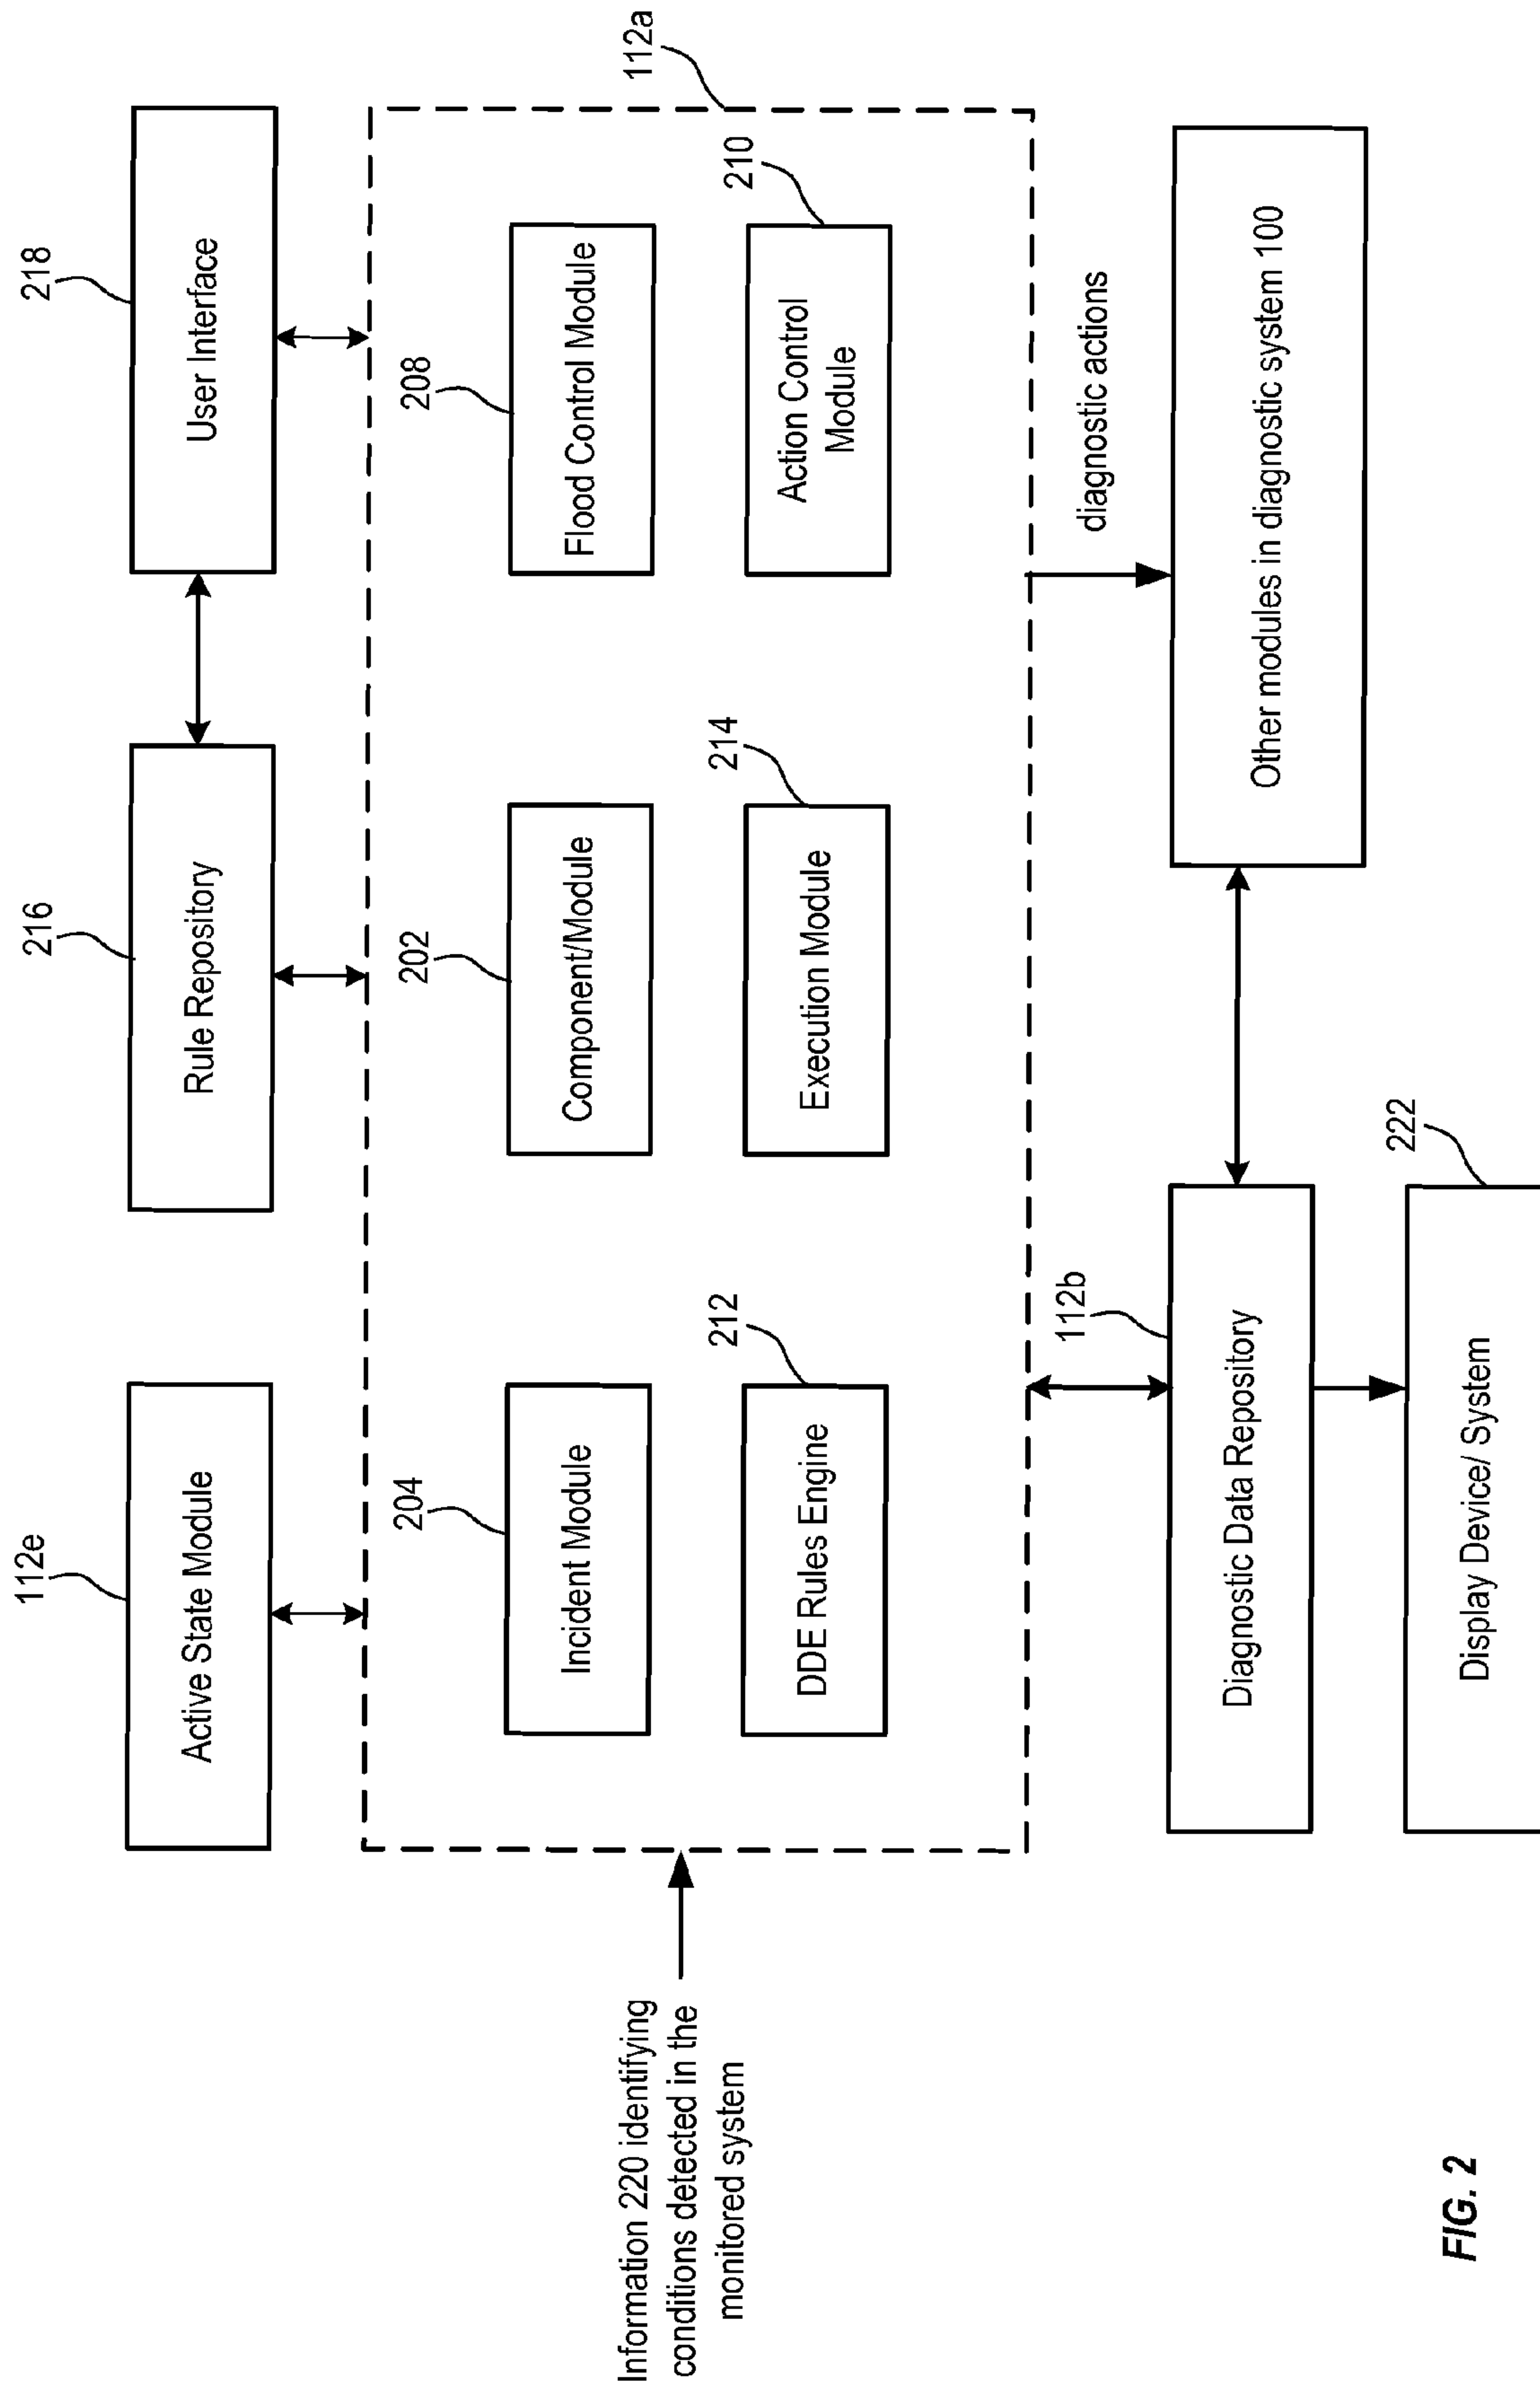 112e
Active State Module
216
Rule Repository
218
User Interface
112a
204
Incident Module
202
Component/Module
208
Flood Control Module
212
DDE Rules Engine
214
Execution Module
210
Action Control
Module
Information 220 identifying
conditions detected in the
monitored system
112b
Diagnostic Data Repository
diagnostic actions
Other modules in diagnostic system 100
222
Display Device/ System
FIG. 2